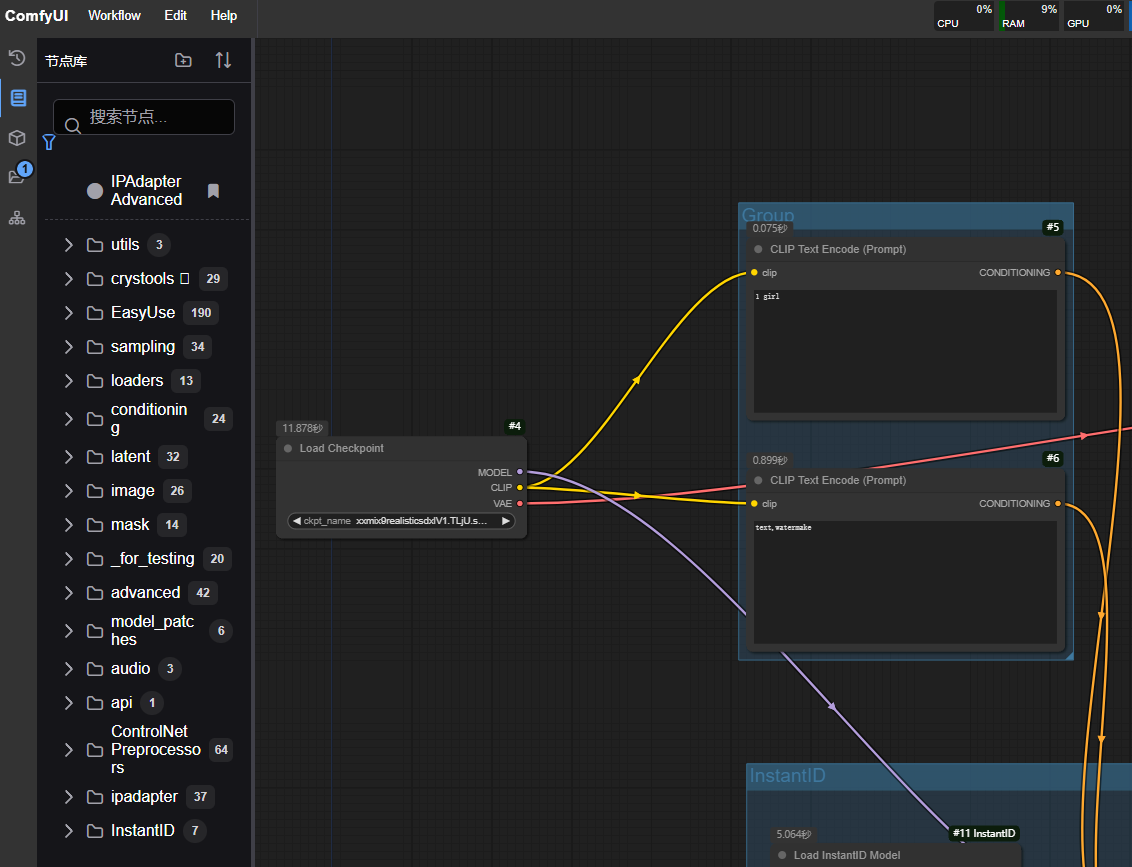 ComfyUI Workflow Edit Help
0% CPU
9% RAM
0% GPU
节点库
搜索节点...
1
IPAdapter
Advanced
utils 3
crystools 29
EasyUse 190
sampling 34
loaders 13
conditionin
g 24
latent 32
image 26
mask 14
_for_testing 20
advanced 42
model_patc
hes 6
audio 3
api 1
ControlNet
Preprocesso
rs 64
ipadapter 37
InstantID 7
Group
0.075秒 #5
CLIP Text Encode (Prompt)
clip CONDITIONING
1 girl
11.878秒 #4
Load Checkpoint
MODEL
CLIP
VAE
ckpt_name xxmix9realisticsdxlV1.TLjU.s...
0.899秒 #6
CLIP Text Encode (Prompt)
clip CONDITIONING
text,watermake
InstantID
5.064秒 #11 InstantID
Load InstantID Model